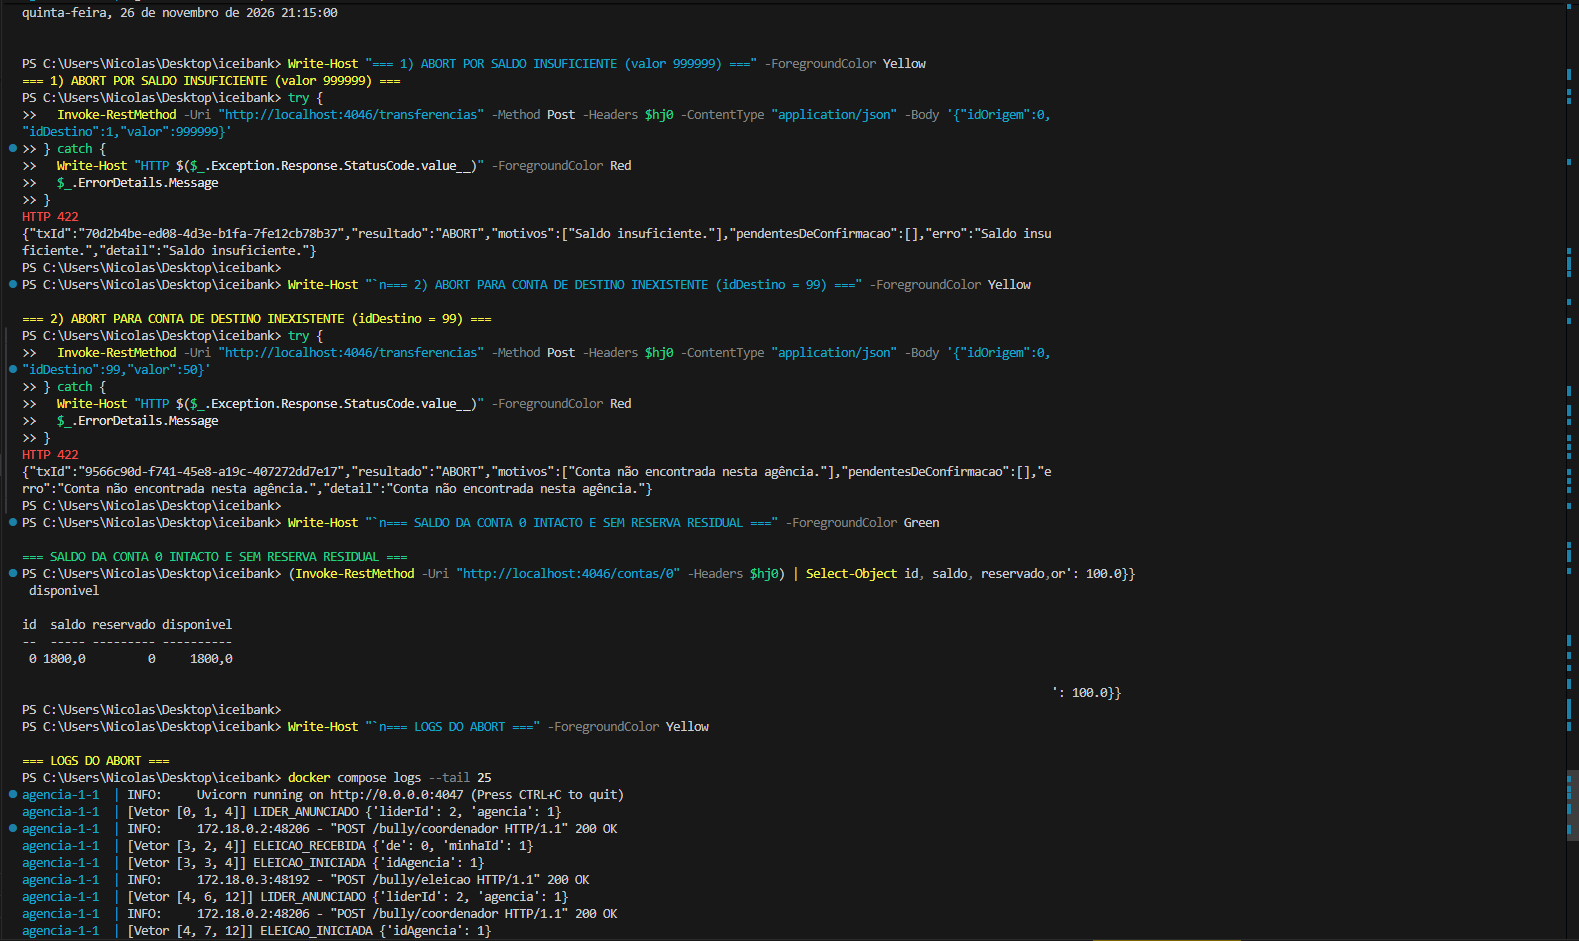 quinta-feira, 26 de novembro de 2026 21:15:00
PS C:\Users\Nicolas\Desktop\iceibank> Write-Host "=== 1) ABORT POR SALDO INSUFICIENTE (valor 999999) ===" -ForegroundColor Yellow
=== 1) ABORT POR SALDO INSUFICIENTE (valor 999999) ===
PS C:\Users\Nicolas\Desktop\iceibank> try {
>>   Invoke-RestMethod -Uri "http://localhost:4046/transferencias" -Method Post -Headers $hj0 -ContentType "application/json" -Body '{"idOrigem":0,
"idDestino":1,"valor":999999}'
>> } catch {
>>   Write-Host "HTTP $($_.Exception.Response.StatusCode.value__)" -ForegroundColor Red
>>   $_.ErrorDetails.Message
>> }
HTTP 422
{"txId":"70d2b4be-ed08-4d3e-b1fa-7fe12cb78b37","resultado":"ABORT","motivos":["Saldo insuficiente."],"pendentesDeConfirmacao":[],"erro":"Saldo insu
ficiente.","detail":"Saldo insuficiente."}
PS C:\Users\Nicolas\Desktop\iceibank>
PS C:\Users\Nicolas\Desktop\iceibank> Write-Host "`n=== 2) ABORT PARA CONTA DE DESTINO INEXISTENTE (idDestino = 99) ===" -ForegroundColor Yellow
=== 2) ABORT PARA CONTA DE DESTINO INEXISTENTE (idDestino = 99) ===
PS C:\Users\Nicolas\Desktop\iceibank> try {
>>   Invoke-RestMethod -Uri "http://localhost:4046/transferencias" -Method Post -Headers $hj0 -ContentType "application/json" -Body '{"idOrigem":0,
"idDestino":99,"valor":50}'
>> } catch {
>>   Write-Host "HTTP $($_.Exception.Response.StatusCode.value__)" -ForegroundColor Red
>>   $_.ErrorDetails.Message
>> }
HTTP 422
{"txId":"9566c90d-f741-45e8-a19c-407272dd7e17","resultado":"ABORT","motivos":["Conta não encontrada nesta agência."],"pendentesDeConfirmacao":[],"e
rro":"Conta não encontrada nesta agência.","detail":"Conta não encontrada nesta agência."}
PS C:\Users\Nicolas\Desktop\iceibank>
PS C:\Users\Nicolas\Desktop\iceibank> Write-Host "`n=== SALDO DA CONTA 0 INTACTO E SEM RESERVA RESIDUAL ===" -ForegroundColor Green
=== SALDO DA CONTA 0 INTACTO E SEM RESERVA RESIDUAL ===
PS C:\Users\Nicolas\Desktop\iceibank> (Invoke-RestMethod -Uri "http://localhost:4046/contas/0" -Headers $hj0) | Select-Object id, saldo, reservado,or': 100.0}}
disponivel
id  saldo reservado disponivel
--  ----- --------- ----------
0 1800,0         0     1800,0
': 100.0}}
PS C:\Users\Nicolas\Desktop\iceibank>
PS C:\Users\Nicolas\Desktop\iceibank> Write-Host "`n=== LOGS DO ABORT ===" -ForegroundColor Yellow
=== LOGS DO ABORT ===
PS C:\Users\Nicolas\Desktop\iceibank> docker compose logs --tail 25
agencia-1-1  | INFO:     Uvicorn running on http://0.0.0.0:4047 (Press CTRL+C to quit)
agencia-1-1  | [Vetor [0, 1, 4]] LIDER_ANUNCIADO {'liderId': 2, 'agencia': 1}
agencia-1-1  | INFO:     172.18.0.2:48206 - "POST /bully/coordenador HTTP/1.1" 200 OK
agencia-1-1  | [Vetor [3, 2, 4]] ELEICAO_RECEBIDA {'de': 0, 'minhaId': 1}
agencia-1-1  | [Vetor [3, 3, 4]] ELEICAO_INICIADA {'idAgencia': 1}
agencia-1-1  | INFO:     172.18.0.3:48192 - "POST /bully/eleicao HTTP/1.1" 200 OK
agencia-1-1  | [Vetor [4, 6, 12]] LIDER_ANUNCIADO {'liderId': 2, 'agencia': 1}
agencia-1-1  | INFO:     172.18.0.2:48206 - "POST /bully/coordenador HTTP/1.1" 200 OK
agencia-1-1  | [Vetor [4, 7, 12]] ELEICAO_INICIADA {'idAgencia': 1}